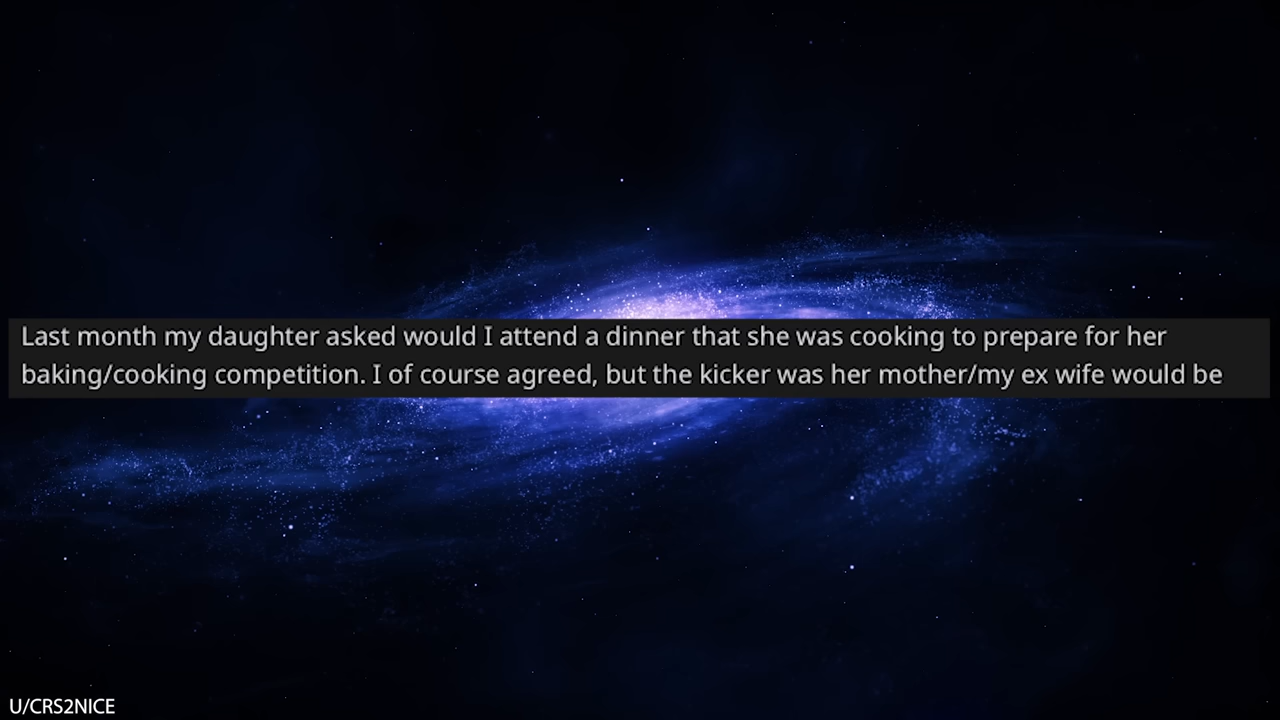 Last month my daughter asked would I attend a dinner that she was cooking to prepare for her
baking/cooking competition. I of course agreed, but the kicker was her mother/my ex wife would be
U/CRS2NICE